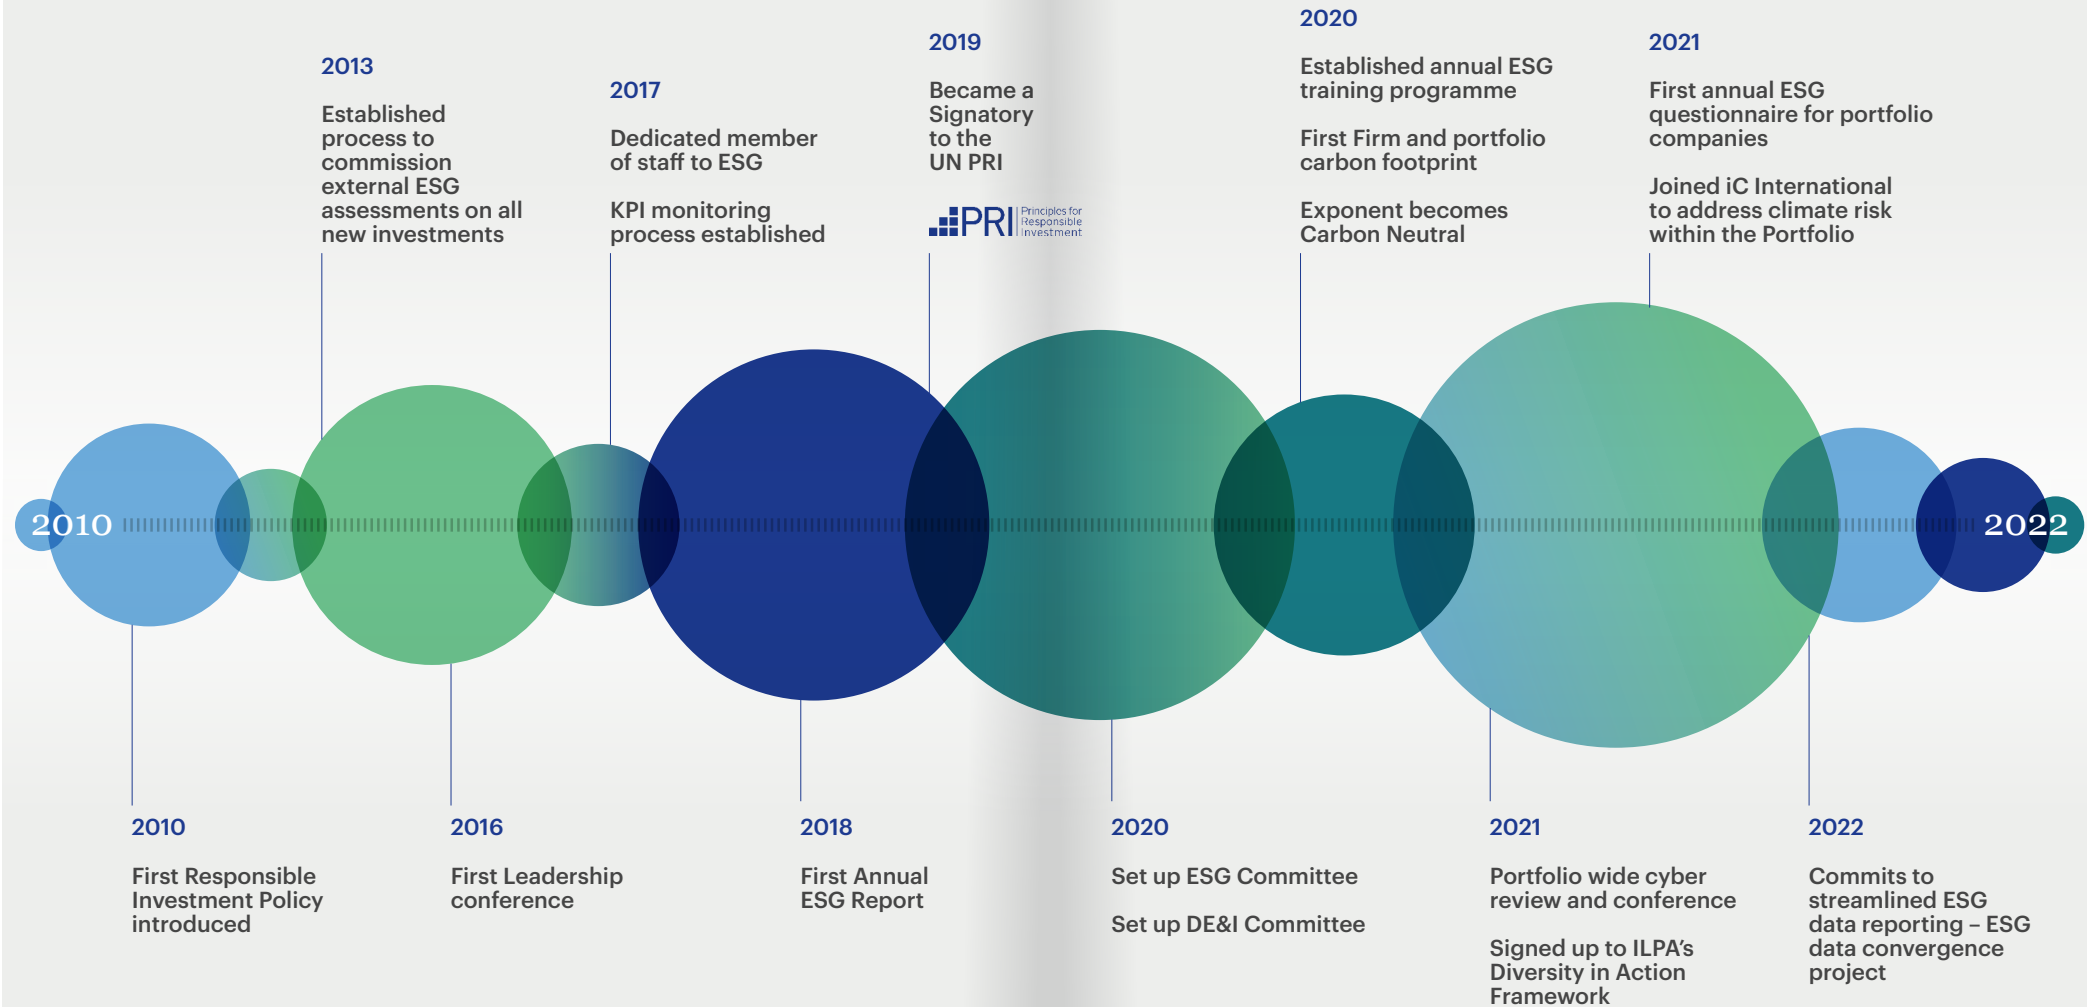 2013
Established
process to
commission
external ESG
assessments on all
new investments
2017
Dedicated member
of staff to ESG
KPI monitoring
process established
2019
Became a
Signatory
to the
UN PRI
PRI
Principles for
Responsible
Investment
2020
Established annual ESG
training programme
First Firm and portfolio
carbon footprint
Exponent becomes
Carbon Neutral
2021
First annual ESG
questionnaire for portfolio
companies
Joined iC International
to address climate risk
within the Portfolio
2010
2022
2010
First Responsible
Investment Policy
introduced
2016
First Leadership
conference
2018
First Annual
ESG Report
2020
Set up ESG Committee
Set up DE&I Committee
2021
Portfolio wide cyber
review and conference
Signed up to ILPA’s
Diversity in Action
Framework
2022
Commits to
streamlined ESG
data reporting – ESG
data convergence
project